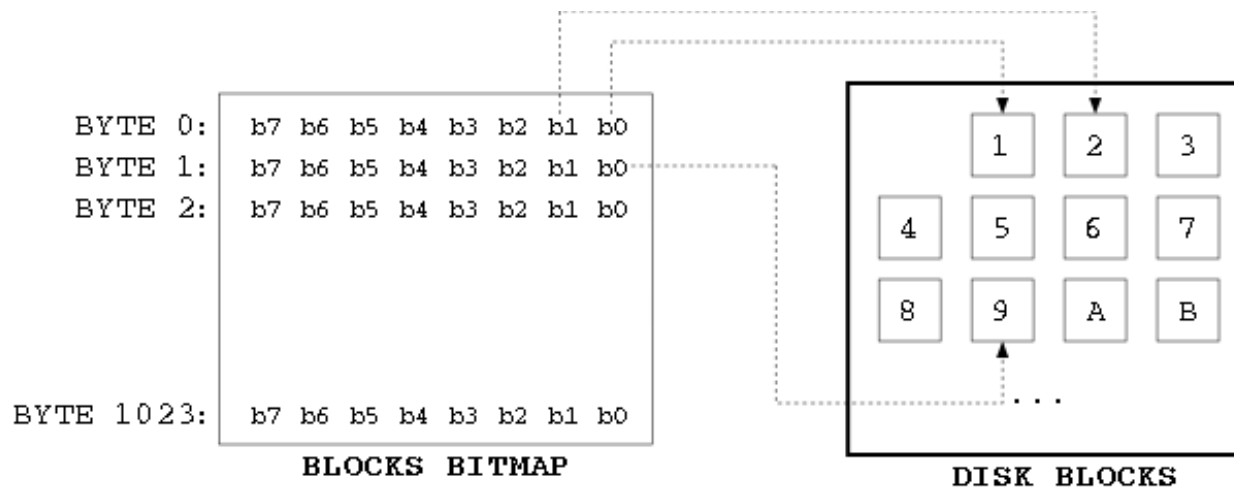 BYTE 0: b7 b6 b5 b4 b3 b2 b1 b0
BYTE 1: b7 b6 b5 b4 b3 b2 b1 b0
BYTE 2: b7 b6 b5 b4 b3 b2 b1 b0
BYTE 1023: b7 b6 b5 b4 b3 b2 b1 b0
BLOCKS BITMAP
1 2 3
4 5 6 7
8 9 A B
...
DISK BLOCKS